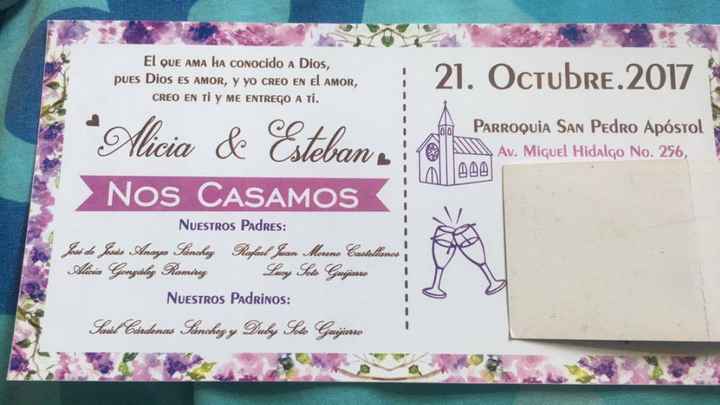 El que ama ha conocido a Dios,
pues Dios es amor, y yo creo en el amor,
creo en ti y me entrego a ti.
Alicia & Esteban
Nos Casamos
Nuestros Padres:
José de Jesús Anaya Sánchez Rafael Juan Moreno Castellanos
Alicia González Ramírez Lucy Soto Guijarro
Nuestros Padrinos:
Saúl Cárdenas Sánchez y Duby Soto Guijarro
21. Octubre.2017
Parroquia San Pedro Apóstol
Av. Miguel Hidalgo No. 256,